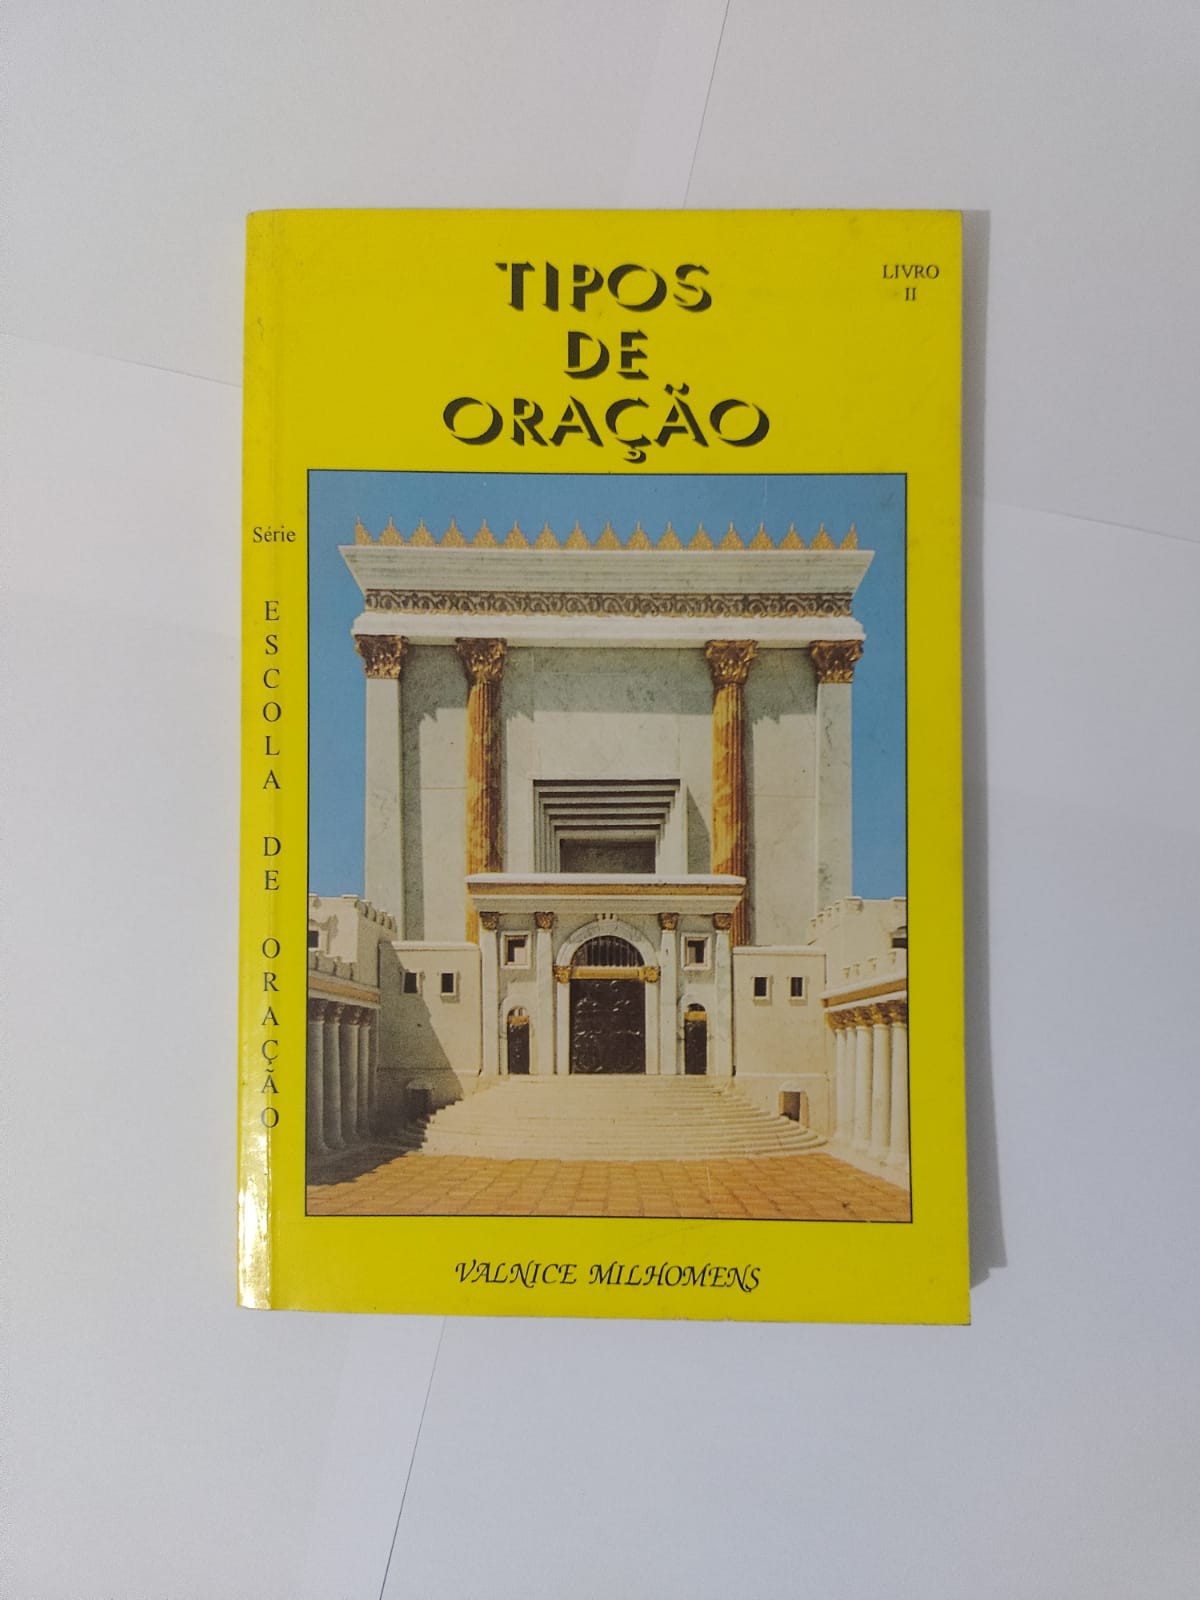 TIPOS
DE
ORAÇÃO
LIVRO
II
Série
ESCOLA DE ORAÇÃO
VALNICE MILHOMENS